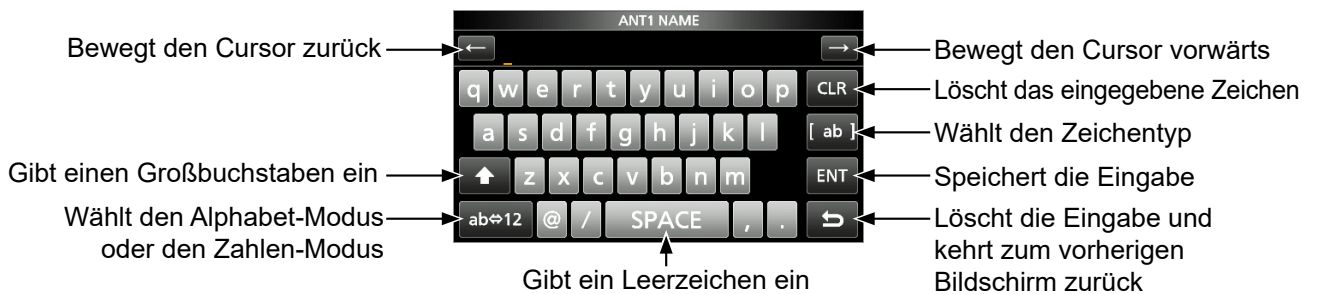 ANT1 NAME
Bewegt den Cursor zurück
←
→
Bewegt den Cursor vorwärts
q w e r t y u i o p
CLR
Löscht das eingegebene Zeichen
a s d f g h j k l
[ ab ]
Wählt den Zeichentyp
Gibt einen Großbuchstaben ein
z x c v b n m
ENT
Speichert die Eingabe
Wählt den Alphabet-Modus
oder den Zahlen-Modus
ab⇔12 @ / SPACE , .
Löscht die Eingabe und
kehrt zum vorherigen
Bildschirm zurück
Gibt ein Leerzeichen ein